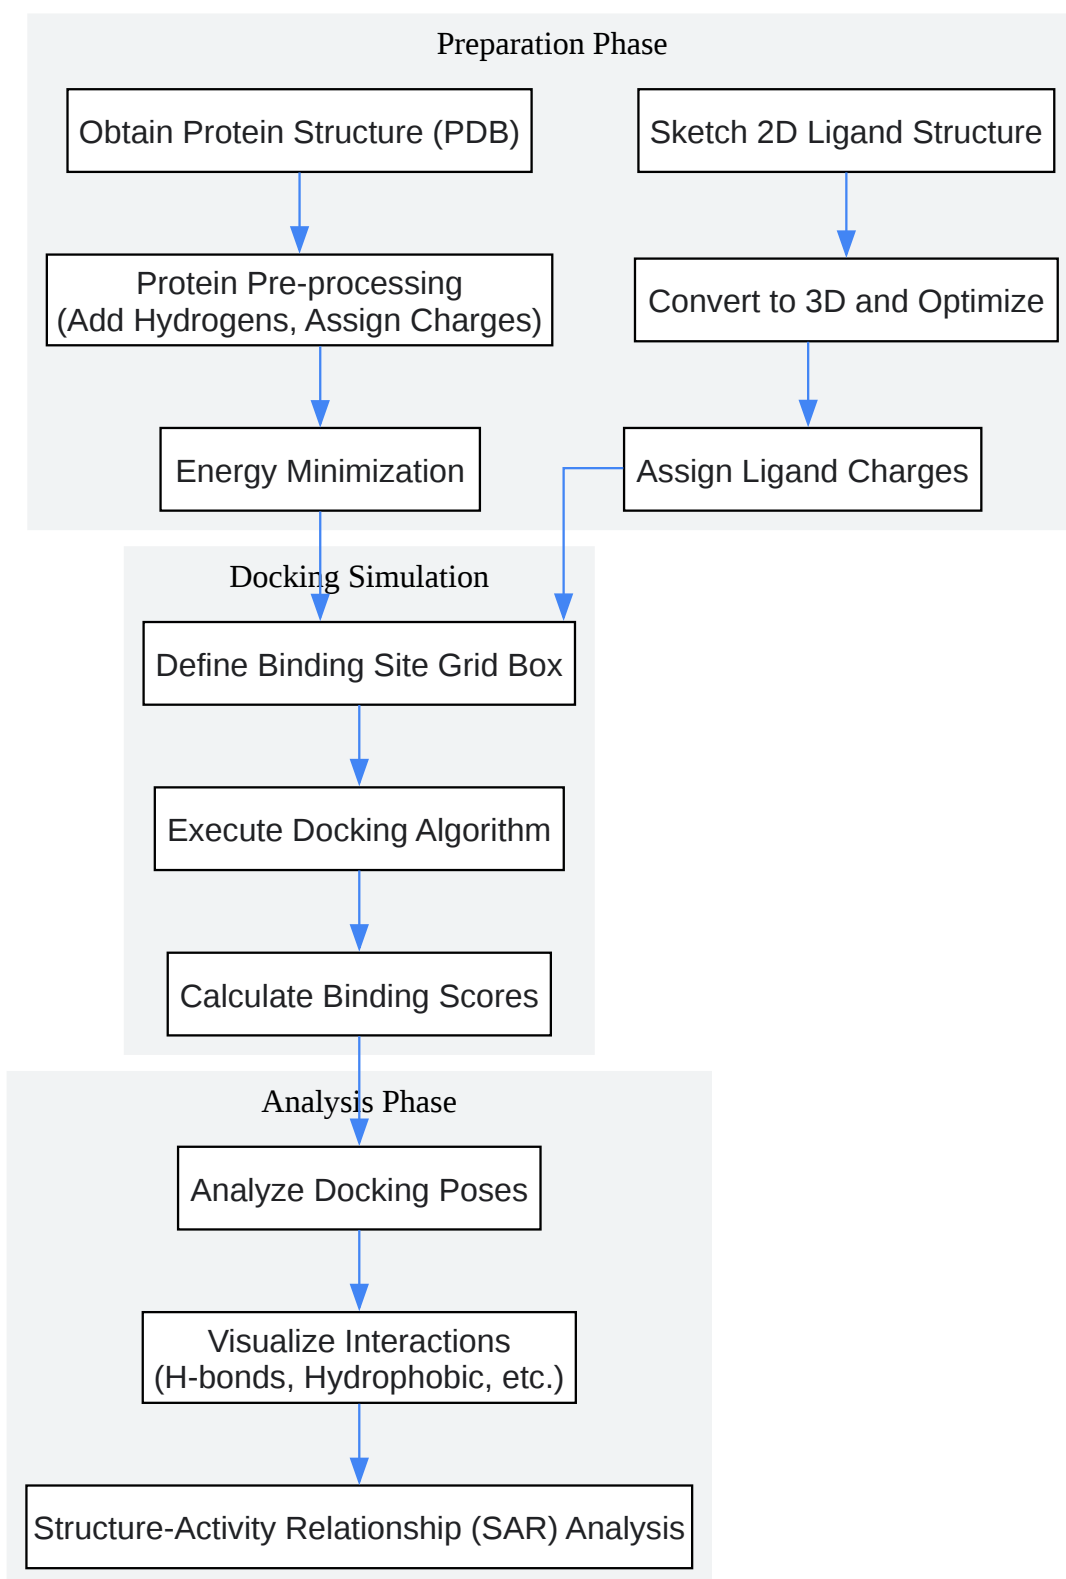 Preparation Phase
Obtain Protein Structure (PDB)
Sketch 2D Ligand Structure
Protein Pre-processing
(Add Hydrogens, Assign Charges)
Convert to 3D and Optimize
Energy Minimization
Assign Ligand Charges
Docking Simulation
Define Binding Site Grid Box
Execute Docking Algorithm
Calculate Binding Scores
Analysis Phase
Analyze Docking Poses
Visualize Interactions
(H-bonds, Hydrophobic, etc.)
Structure-Activity Relationship (SAR) Analysis